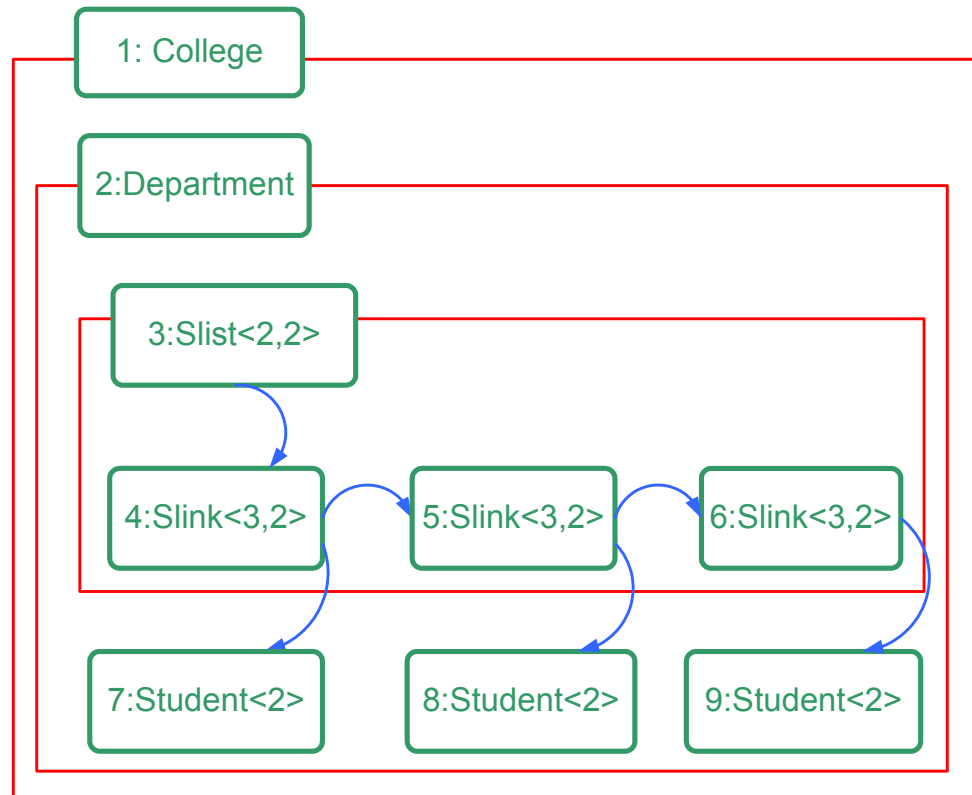 1: College
2:Department
3:Slist<2,2>
4:Slink<3,2>
5:Slink<3,2>
6:Slink<3,2>
7:Student<2>
8:Student<2>
9:Student<2>